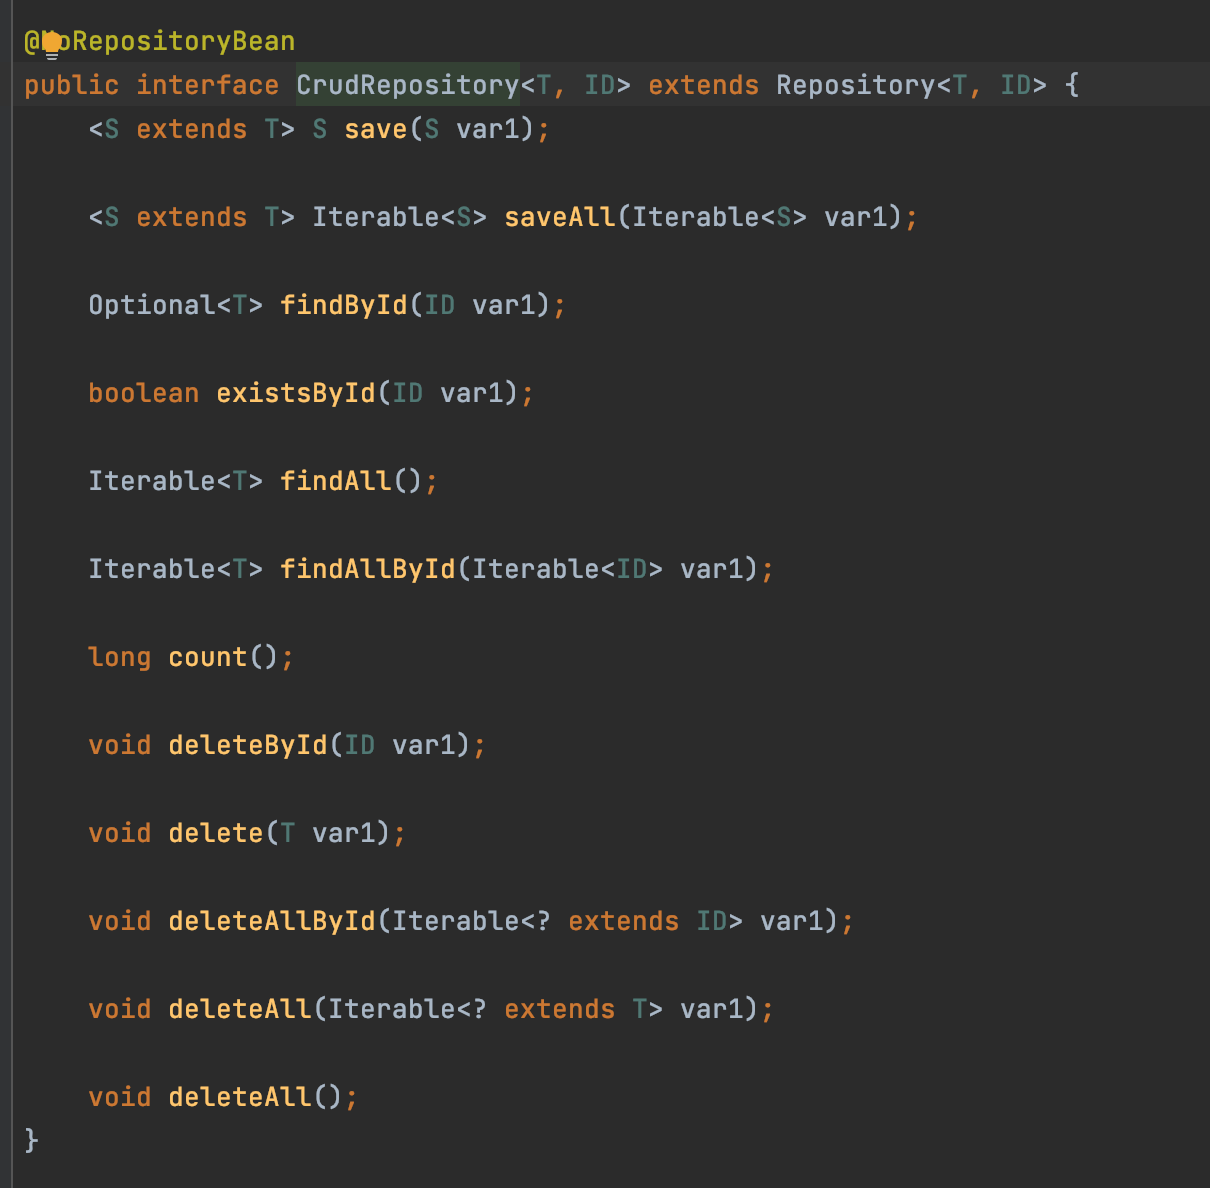 @NoRepositoryBean
public interface CrudRepository<T, ID> extends Repository<T, ID> {
    <S extends T> S save(S var1);
    <S extends T> Iterable<S> saveAll(Iterable<S> var1);
    Optional<T> findById(ID var1);
    boolean existsById(ID var1);
    Iterable<T> findAll();
    Iterable<T> findAllById(Iterable<ID> var1);
    long count();
    void deleteById(ID var1);
    void delete(T var1);
    void deleteAllById(Iterable<? extends ID> var1);
    void deleteAll(Iterable<? extends T> var1);
    void deleteAll();
}